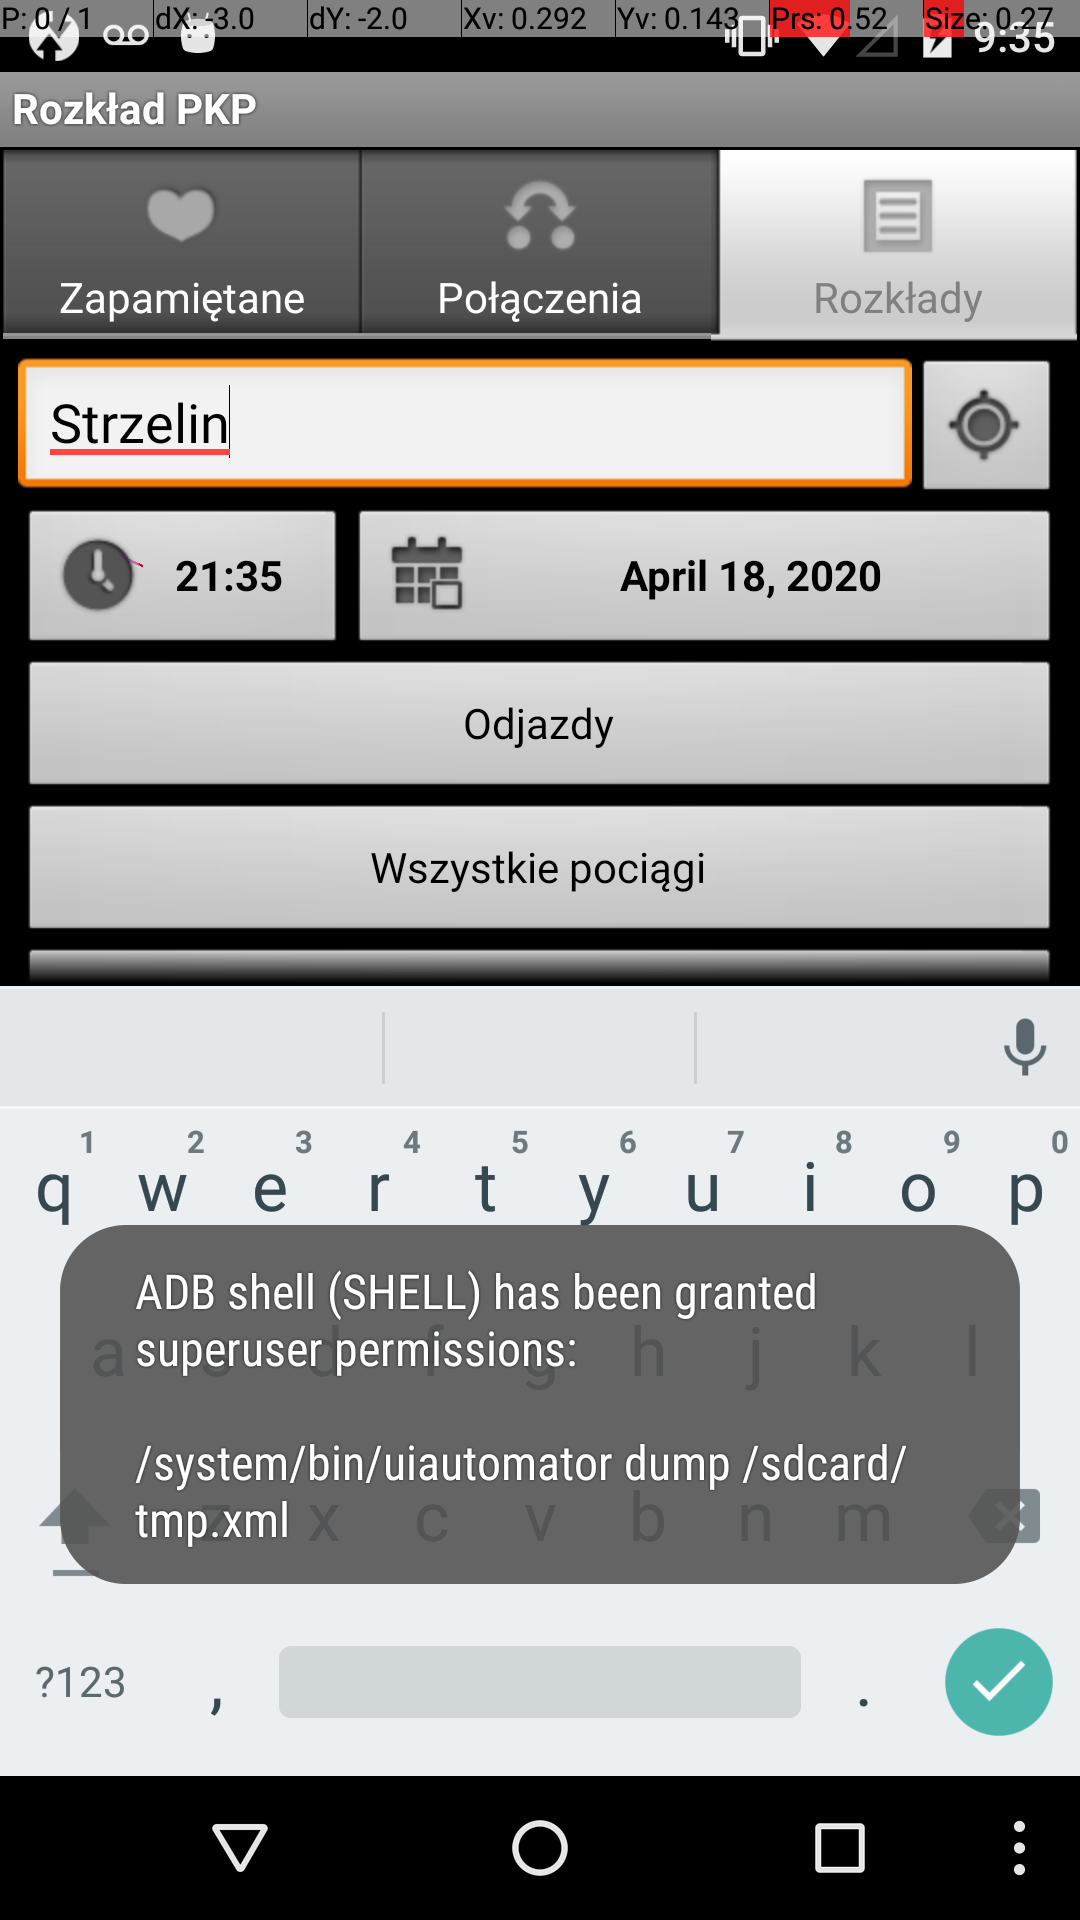 P: 0 / 1 dX: -3.0 dY: -2.0 Xv: 0.292 Yv: 0.143 Prs: 0.52 Size: 0.27
9:35
Rozkład PKP
Zapamiętane Połączenia Rozkłady
Strzelin
21:35 April 18, 2020
Odjazdy
Wszystkie pociągi
1 2 3 4 5 6 7 8 9 0
q w e r t y u i o p
a s d f g h j k l
z x c v b n m
ADB shell (SHELL) has been granted
superuser permissions:
/system/bin/uiautomator dump /sdcard/
tmp.xml
?123 , .